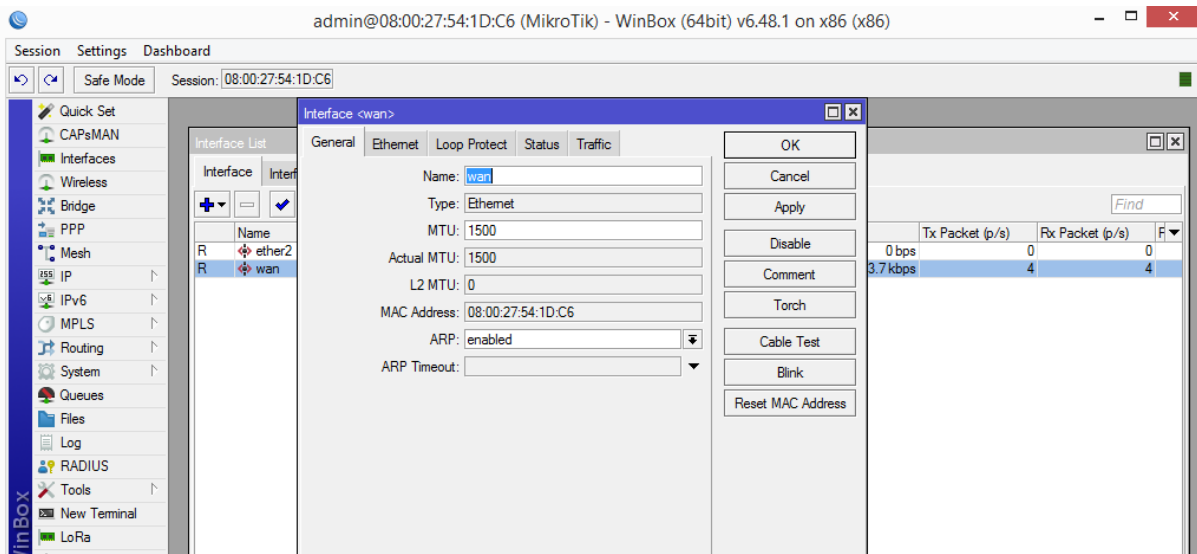 admin@08:00:27:54:1D:C6 (MikroTik) - WinBox (64bit) v6.48.1 on x86 (x86)
Session Settings Dashboard
Safe Mode Session: 08:00:27:54:1D:C6
Quick Set
CAPsMAN
Interfaces
Wireless
Bridge
PPP
Mesh
IP
IPv6
MPLS
Routing
System
Queues
Files
Log
RADIUS
Tools
New Terminal
LoRa
WinBox
Interface List
Interface Interf
Find
Name Tx Packet (p/s) Rx Packet (p/s) F
R ether2 0 bps 0 0
R wan 3.7 kbps 4 4
Interface <wan>
General Ethernet Loop Protect Status Traffic
Name: wan
Type: Ethernet
MTU: 1500
Actual MTU: 1500
L2 MTU: 0
MAC Address: 08:00:27:54:1D:C6
ARP: enabled
ARP Timeout:
OK
Cancel
Apply
Disable
Comment
Torch
Cable Test
Blink
Reset MAC Address